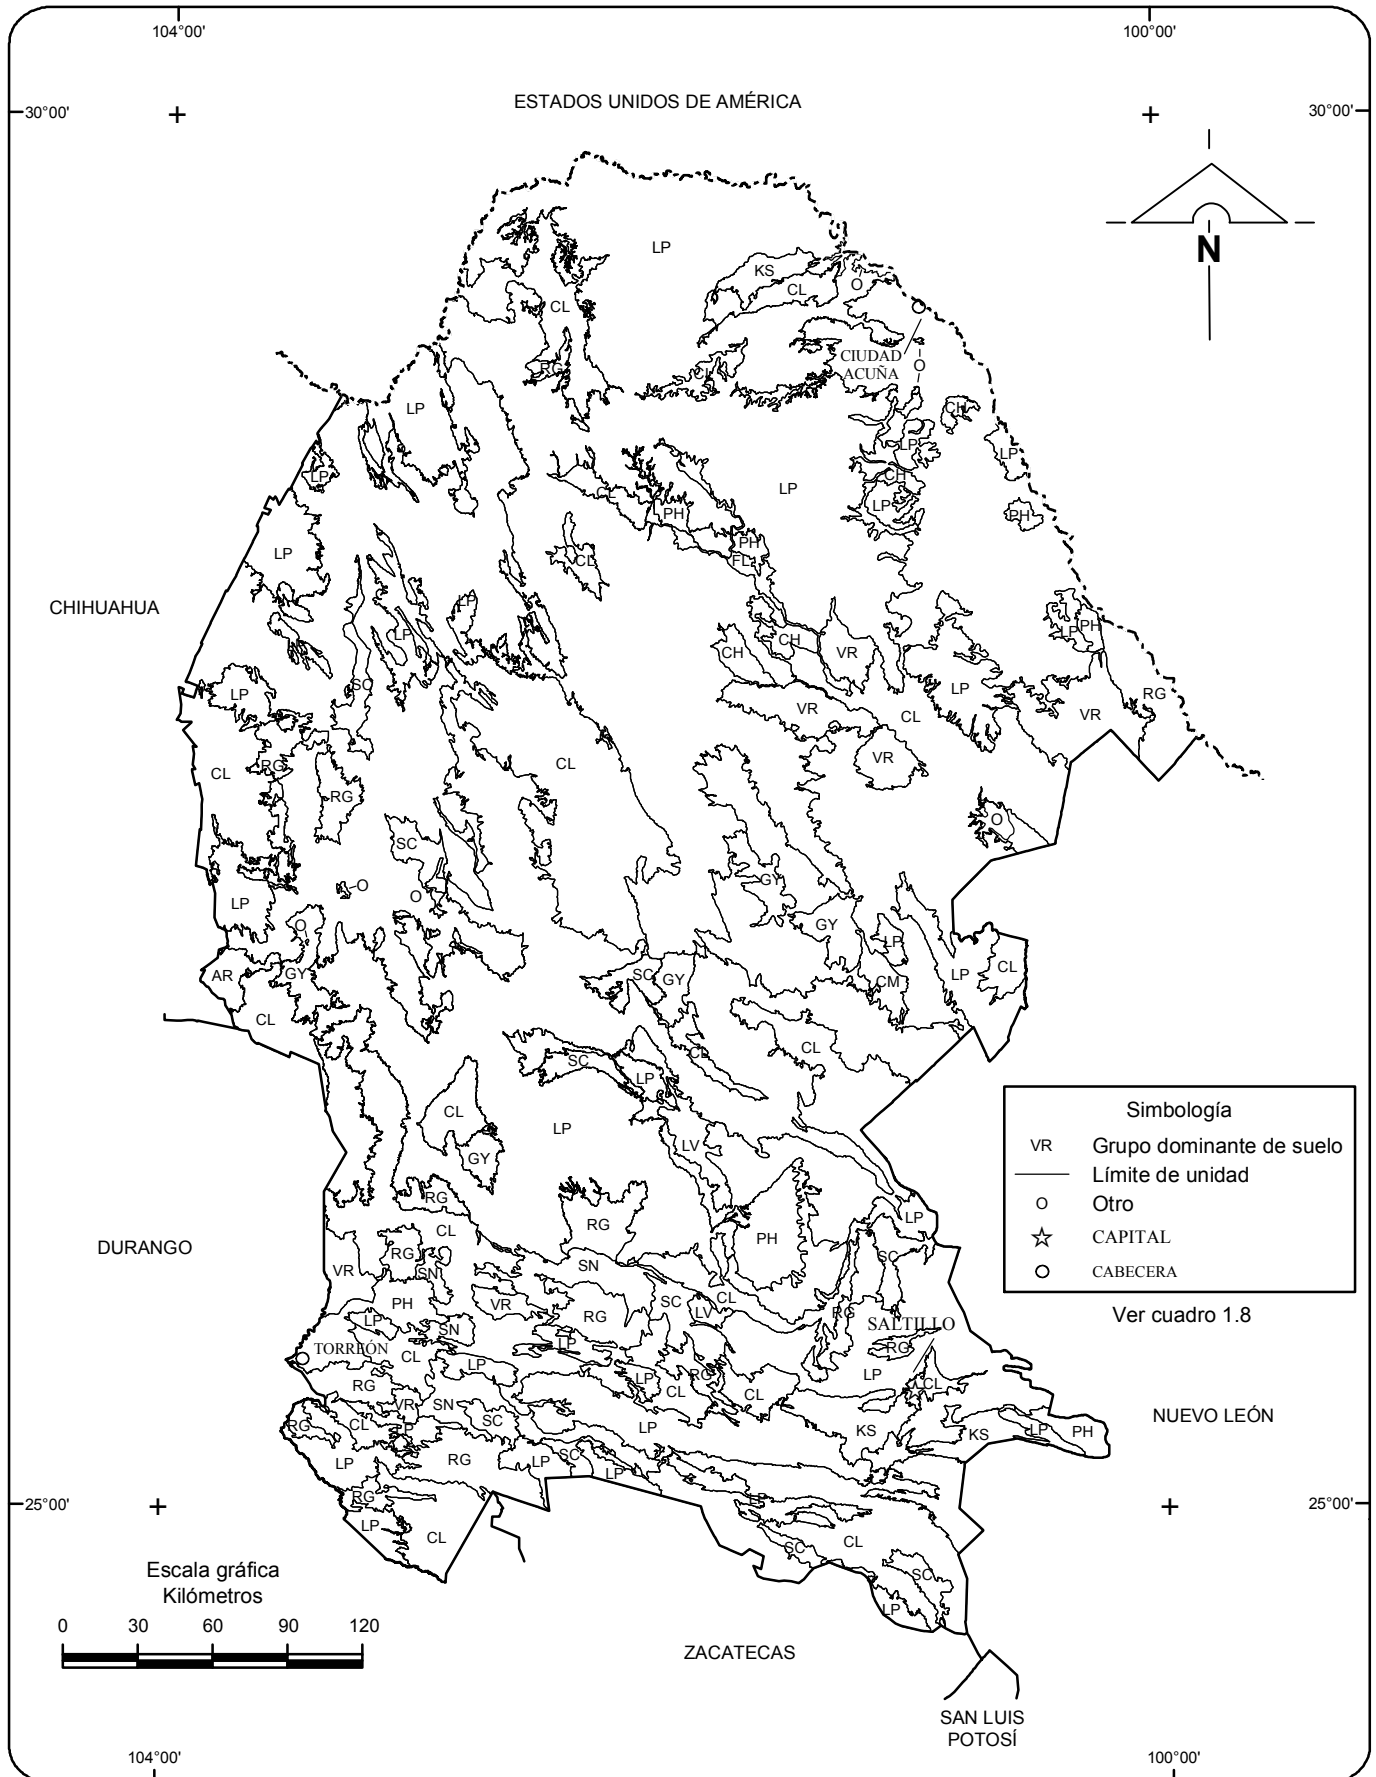 104°00'
100°00'
30°00'
ESTADOS UNIDOS DE AMÉRICA
30°00'
N
LP
KS
CL
O
CL
CIUDAD
ACUÑA
O
RG
CL
LP
CH
LP
LP
LP
CH
LP
LP
CL
PH
PH
LP
PH
FL
CL
CHIHUAHUA
LP
LP
CH
CH
VR
LP
PH
SC
LP
LP
RG
VR
CL
VR
CL
RG
CL
VR
RG
SC
O
O
O
GY
LP
O
GY
LP
AR
GY
SC
GY
CM
LP
CL
CL
CL
CL
SC
LP
CL
LP
GY
LV
RG
CL
RG
PH
LP
DURANGO
RG
SN
SN
SC
VR
PH
VR
RG
SC
LV
CL
RG
SALTILLO
LP
SN
LP
RG
TORREÓN
CL
LP
LP
RG
LP
CL
RG
CL
CL
VR
SN
SC
RG
CL
LP
LP
KS
KS
LP
PH
NUEVO LEÓN
LP
RG
LP
SC
LP
RG
LP
LP
CL
SC
CL
SC
LP
25°00'
25°00'
Simbología
VR Grupo dominante de suelo
Límite de unidad
O Otro
CAPITAL
CABECERA
Ver cuadro 1.8
Escala gráfica
Kilómetros
0 30 60 90 120
ZACATECAS
SAN LUIS
POTOSÍ
104°00'
100°00'